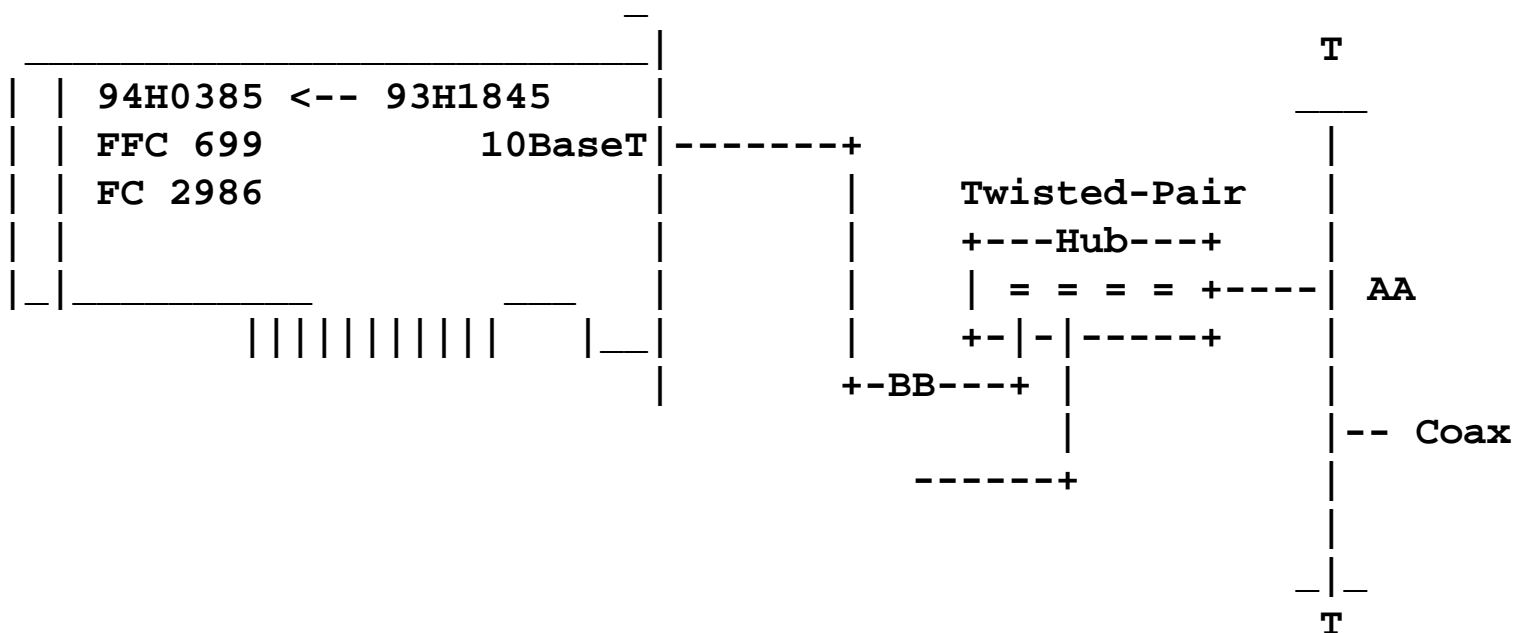 T
94H0385 <-- 93H1845
FFC 699 10BaseT
FC 2986 Twisted-Pair
Hub
= = = = AA
BB
-- Coax
T